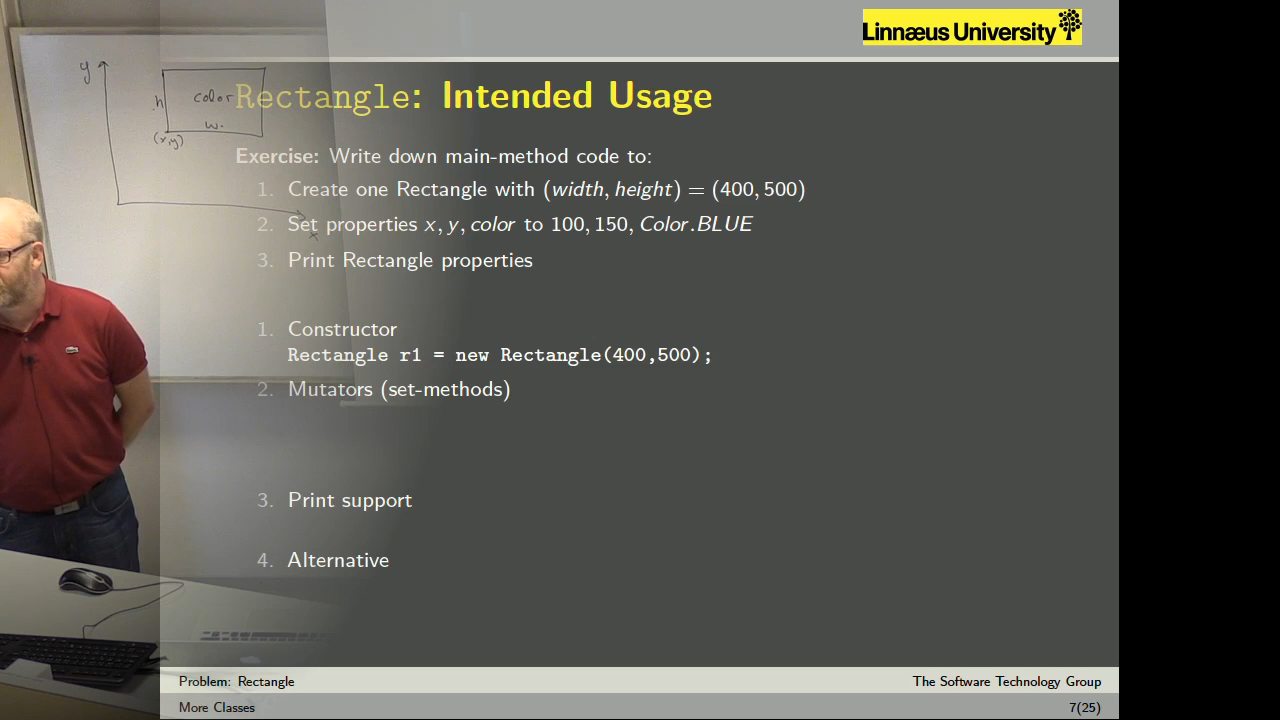 Linnæus University
y
h
color
w.
(x,y)
x
Rectangle: Intended Usage
Exercise: Write down main-method code to:
1. Create one Rectangle with (width, height) = (400, 500)
2. Set properties x, y, color to 100, 150, Color.BLUE
3. Print Rectangle properties
1. Constructor
Rectangle r1 = new Rectangle(400,500);
2. Mutators (set-methods)
3. Print support
4. Alternative
Problem: Rectangle
The Software Technology Group
More Classes
7(25)